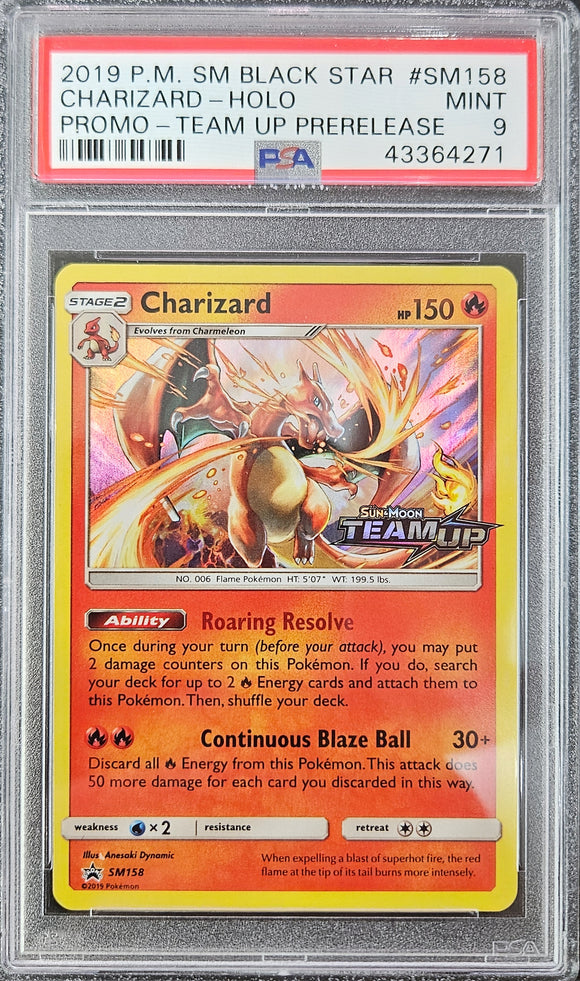 2019 P.M. SM BLACK STAR #SM158
CHARIZARD - HOLO MINT
PROMO - TEAM UP PRERELEASE 9
PSA 43364271
STAGE 2 Charizard HP 150
Evolves from Charmeleon
SUN & MOON
TEAM UP
NO. 006 Flame Pokémon HT: 5'07" WT: 199.5 lbs.
Ability Roaring Resolve
Once during your turn (before your attack), you may put
2 damage counters on this Pokémon. If you do, search
your deck for up to 2 Energy cards and attach them to
this Pokémon. Then, shuffle your deck.
Continuous Blaze Ball 30+
Discard all Energy from this Pokémon. This attack does
50 more damage for each card you discarded in this way.
weakness × 2 resistance retreat
Illus. Anesaki Dynamic
SM158
©2019 Pokémon
When expelling a blast of superhot fire, the red
flame at the tip of its tail burns more intensely.
PSA